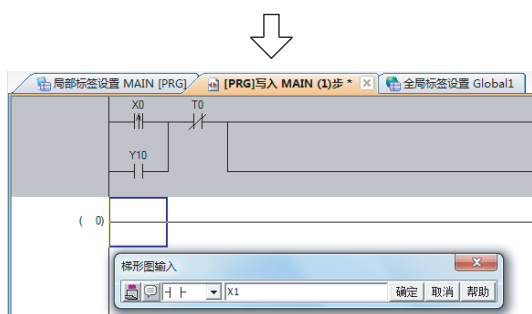 局部标签设置 MAIN [PRG] [PRG]写入 MAIN (1)步 * 全局标签设置 Global1
X0 T0
Y10
( 0)
梯形图输入
X1 确定 取消 帮助